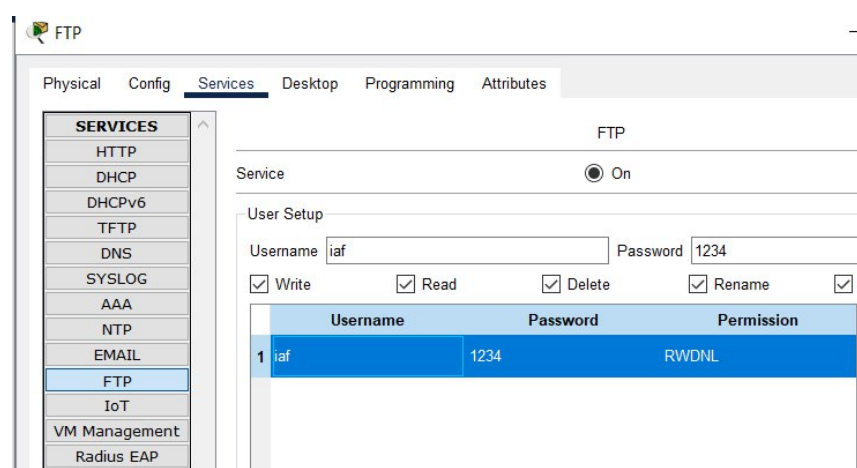 FTP
Physical Config Services Desktop Programming Attributes
SERVICES
HTTP
DHCP
DHCPv6
TFTP
DNS
SYSLOG
AAA
NTP
EMAIL
FTP
IoT
VM Management
Radius EAP
FTP
Service On
User Setup
Username iaf Password 1234
Write Read Delete Rename
Username Password Permission
1 iaf 1234 RWDNL